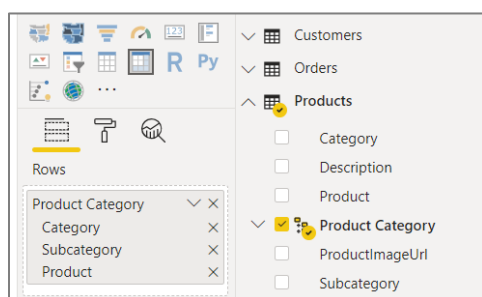 123
R Py
...
Rows
Product Category
Category
Subcategory
Product
Customers
Orders
Products
Category
Description
Product
Product Category
ProductImageUrl
Subcategory